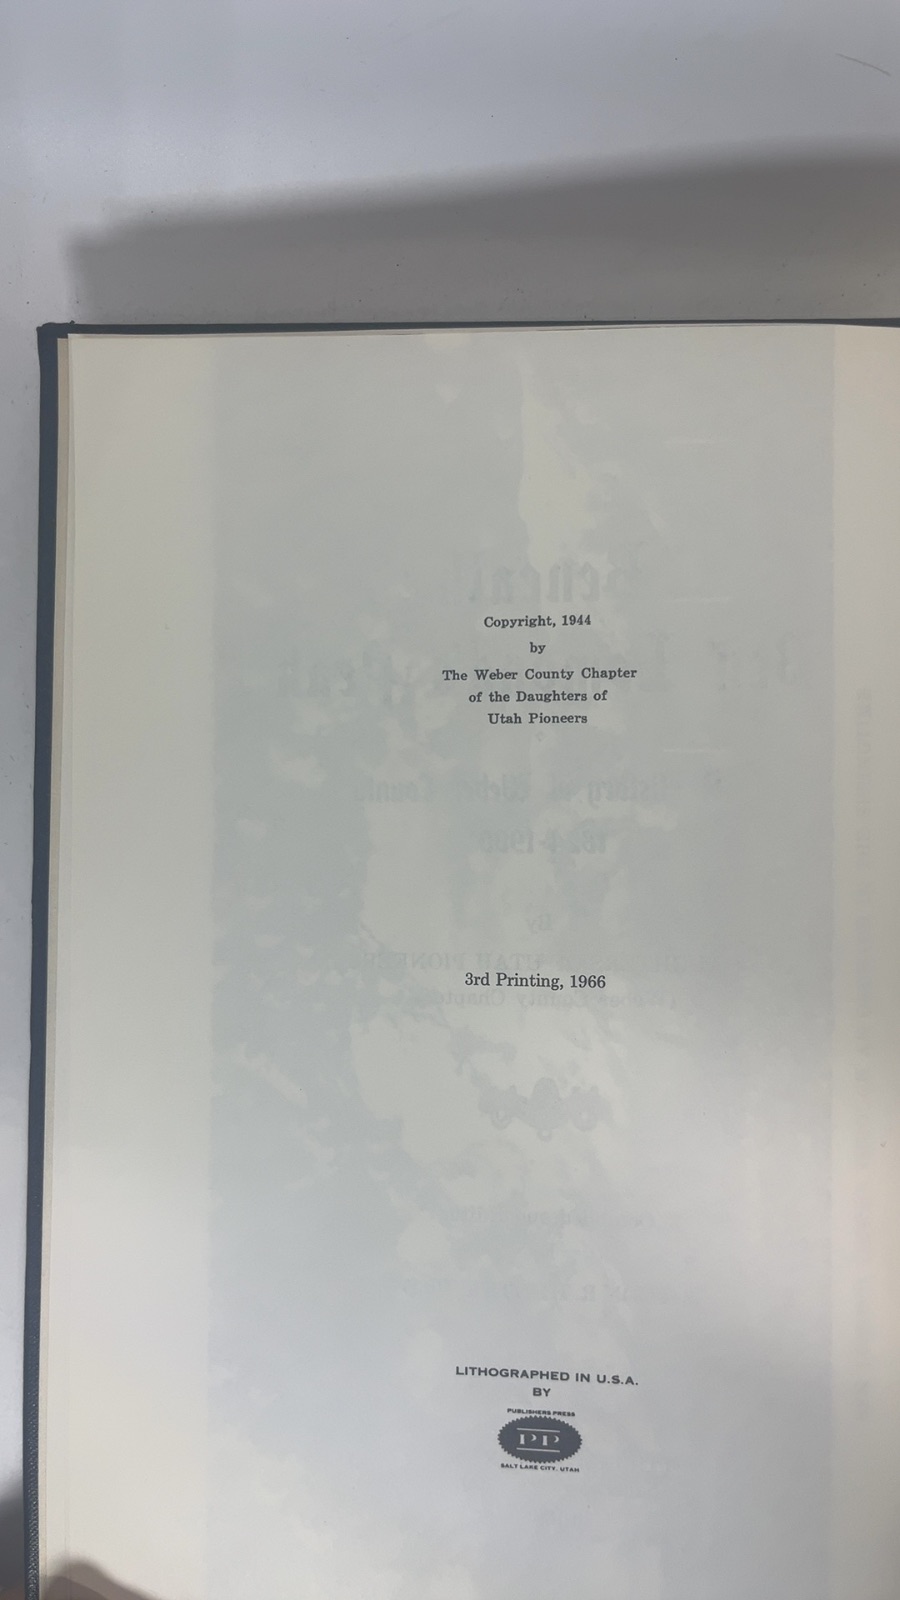 Copyright, 1944
by
The Weber County Chapter
of the Daughters of
Utah Pioneers
3rd Printing, 1966
LITHOGRAPHED IN U.S.A.
BY
PUBLISHERS PRESS
PP
SALT LAKE CITY, UTAH